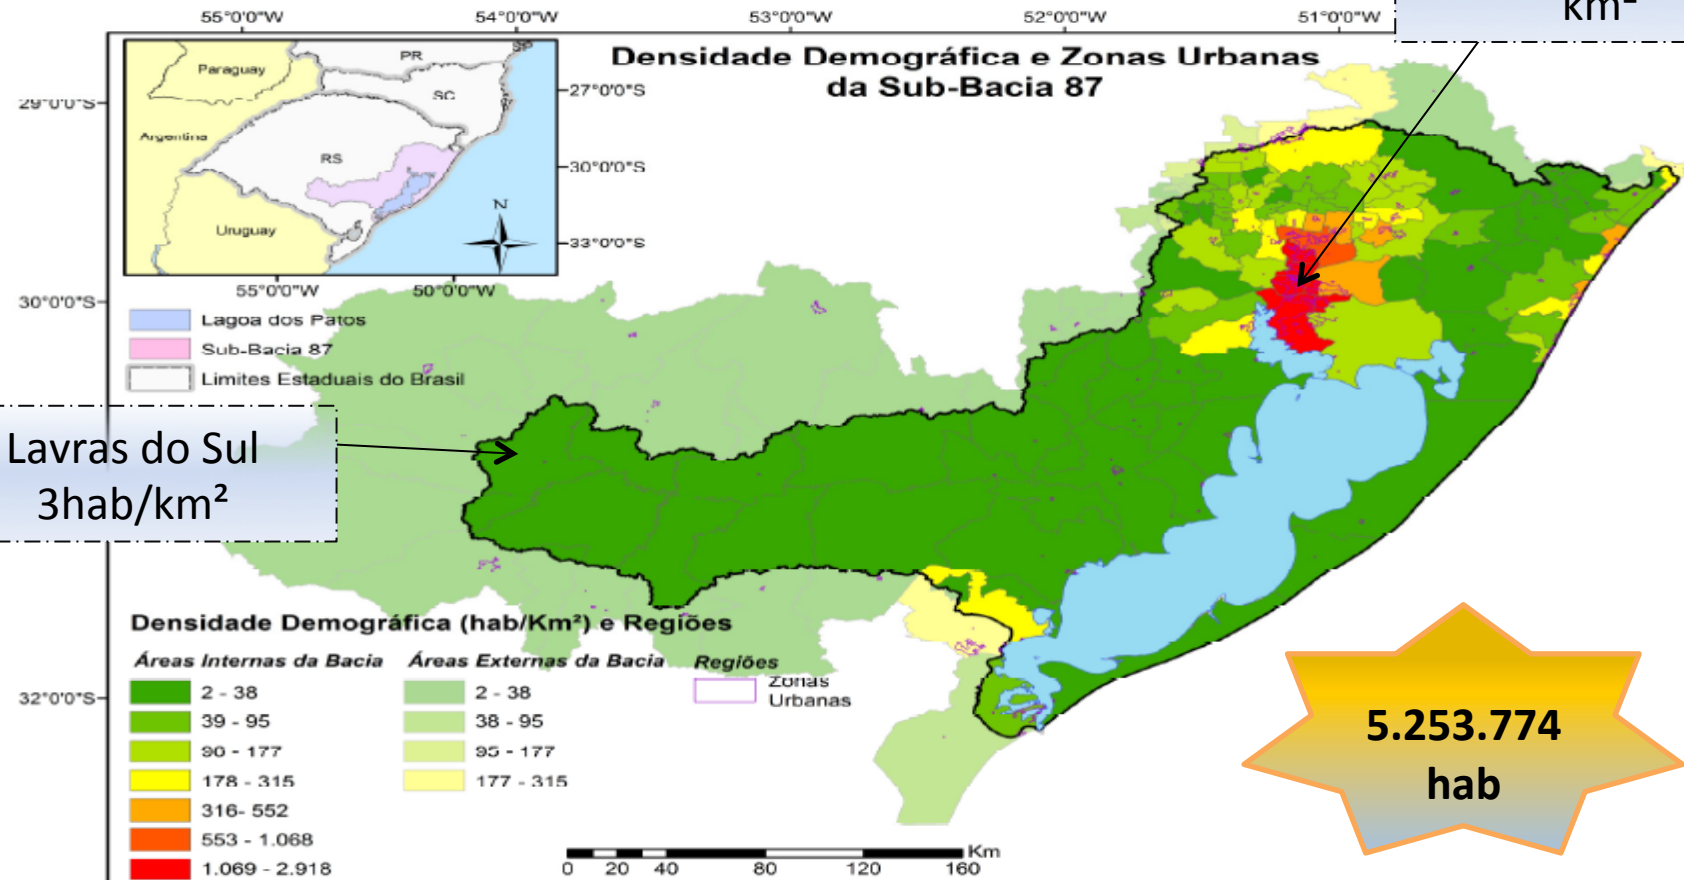 55°0'0"W
54°0'0"W
53°0'0"W
52°0'0"W
51°0'0"W
km²
Densidade Demográfica e Zonas Urbanas
da Sub-Bacia 87
29°0'0"S
30°0'0"S
32°0'0"S
Paraguay
Argentina
Uruguay
PR
SP
SC
RS
N
27°0'0"S
30°0'0"S
33°0'0"S
55°0'0"W
50°0'0"W
Lagoa dos Patos
Sub-Bacia 87
Limites Estaduais do Brasil
Lavras do Sul
3hab/km²
Densidade Demográfica (hab/Km²) e Regiões
Áreas Internas da Bacia
2 - 38
39 - 95
90 - 177
178 - 315
316- 552
553 - 1.068
1.069 - 2.918
Áreas Externas da Bacia
2 - 38
38 - 95
95 - 177
177 - 315
Regiões
Zonas
Urbanas
0 20 40 80 120 160
Km
5.253.774
hab